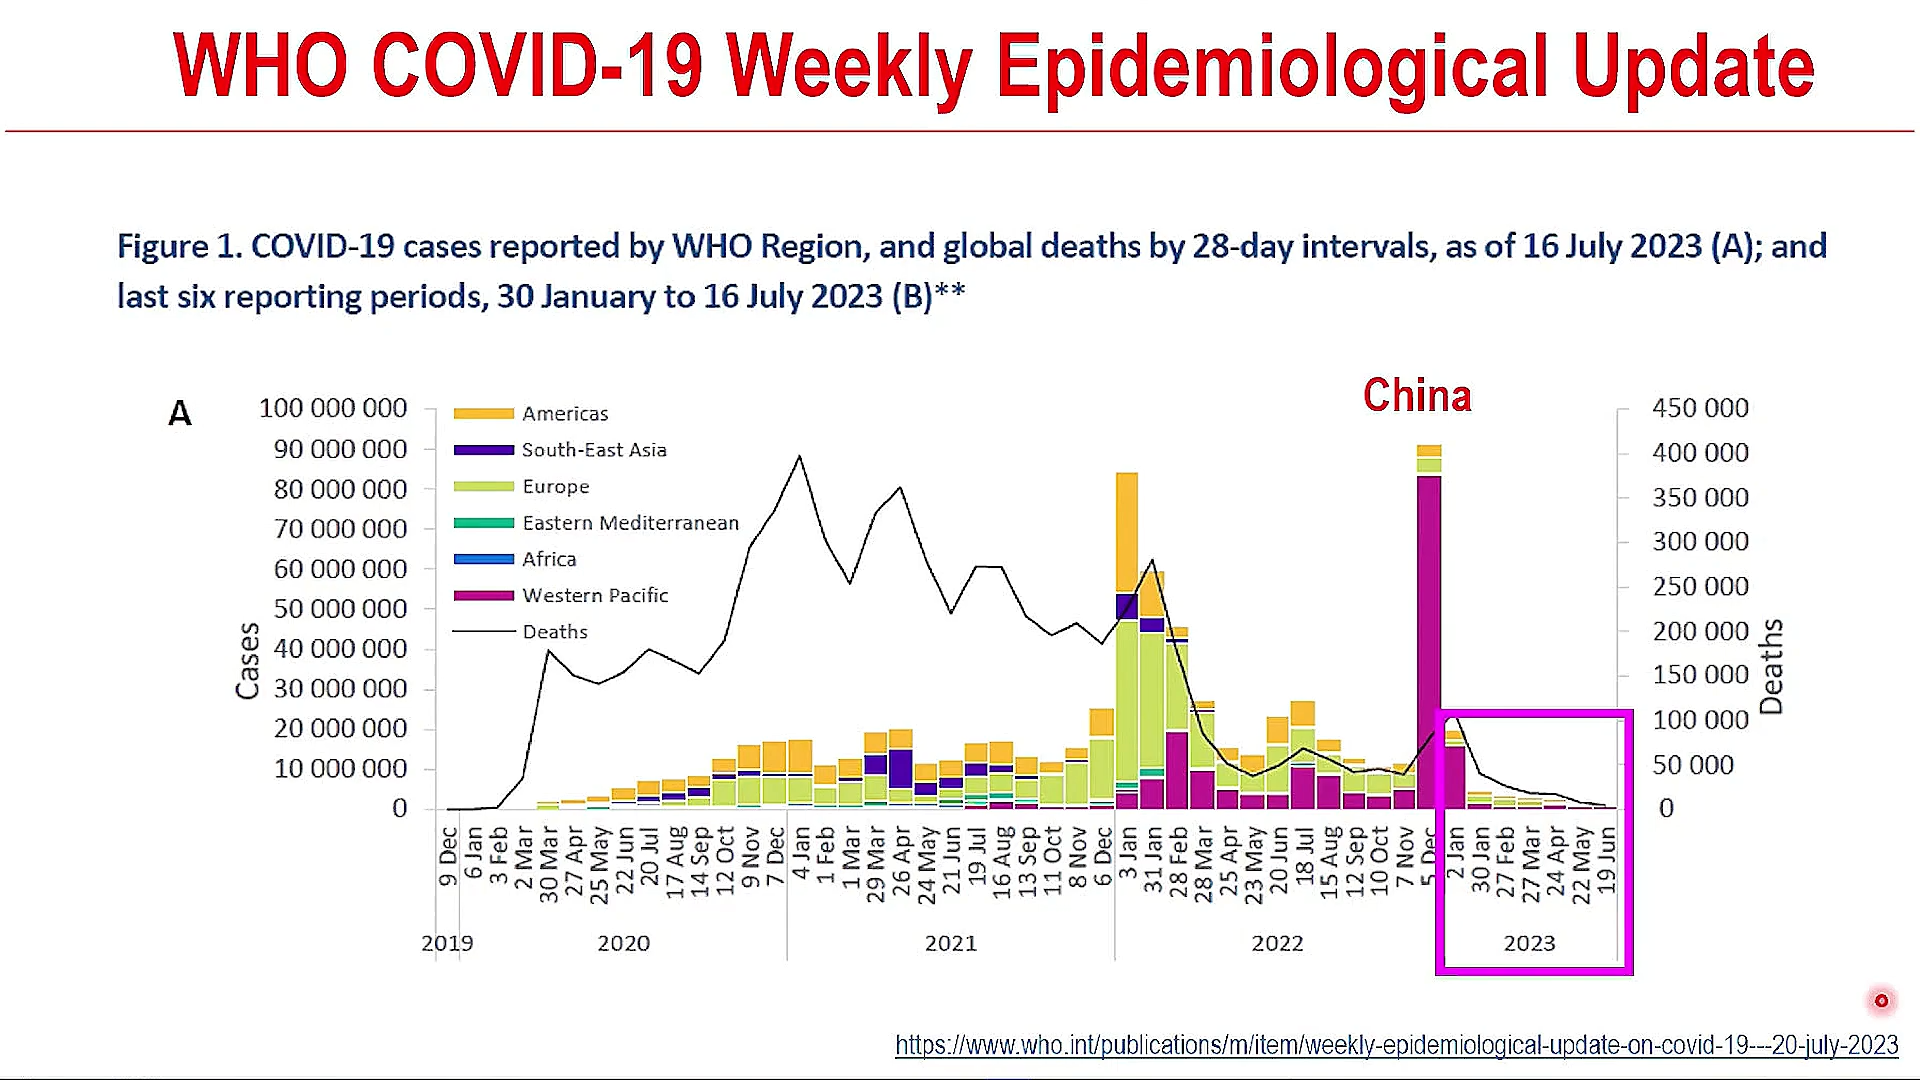 WHO COVID-19 Weekly Epidemiological Update
Figure 1. COVID-19 cases reported by WHO Region, and global deaths by 28-day intervals, as of 16 July 2023 (A); and
last six reporting periods, 30 January to 16 July 2023 (B)**
A
China
Cases
100 000 000
90 000 000
80 000 000
70 000 000
60 000 000
50 000 000
40 000 000
30 000 000
20 000 000
10 000 000
0
Americas
South-East Asia
Europe
Eastern Mediterranean
Africa
Western Pacific
Deaths
450 000
400 000
350 000
300 000
250 000
200 000
150 000
100 000
50 000
0
Deaths
9 Dec
6 Jan
3 Feb
2 Mar
30 Mar
27 Apr
25 May
22 Jun
20 Jul
17 Aug
14 Sep
12 Oct
9 Nov
7 Dec
4 Jan
1 Feb
1 Mar
29 Mar
26 Apr
24 May
21 Jun
19 Jul
16 Aug
13 Sep
11 Oct
8 Nov
6 Dec
3 Jan
31 Jan
28 Feb
28 Mar
25 Apr
23 May
20 Jun
18 Jul
15 Aug
12 Sep
10 Oct
7 Nov
5 Dec
2 Jan
30 Jan
27 Feb
27 Mar
24 Apr
22 May
19 Jun
2019
2020
2021
2022
2023
https://www.who.int/publications/m/item/weekly-epidemiological-update-on-covid-19---20-july-2023